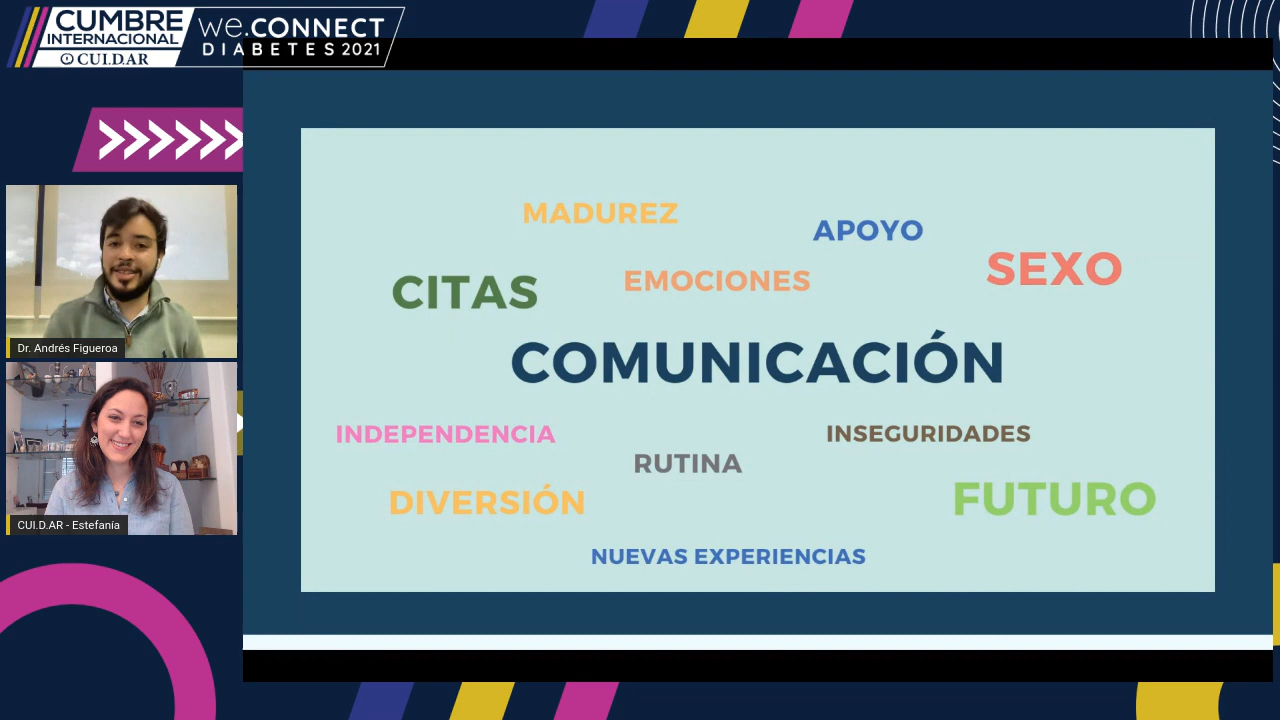 CUMBRE
INTERNACIONAL
CUI.D.AR
we.CONNECT
DIABETES 2021
Dr. Andrés Figueroa
CUI.D.AR - Estefanía
MADUREZ
APOYO
SEXO
CITAS
EMOCIONES
COMUNICACIÓN
INDEPENDENCIA
INSEGURIDADES
RUTINA
DIVERSIÓN
FUTURO
NUEVAS EXPERIENCIAS